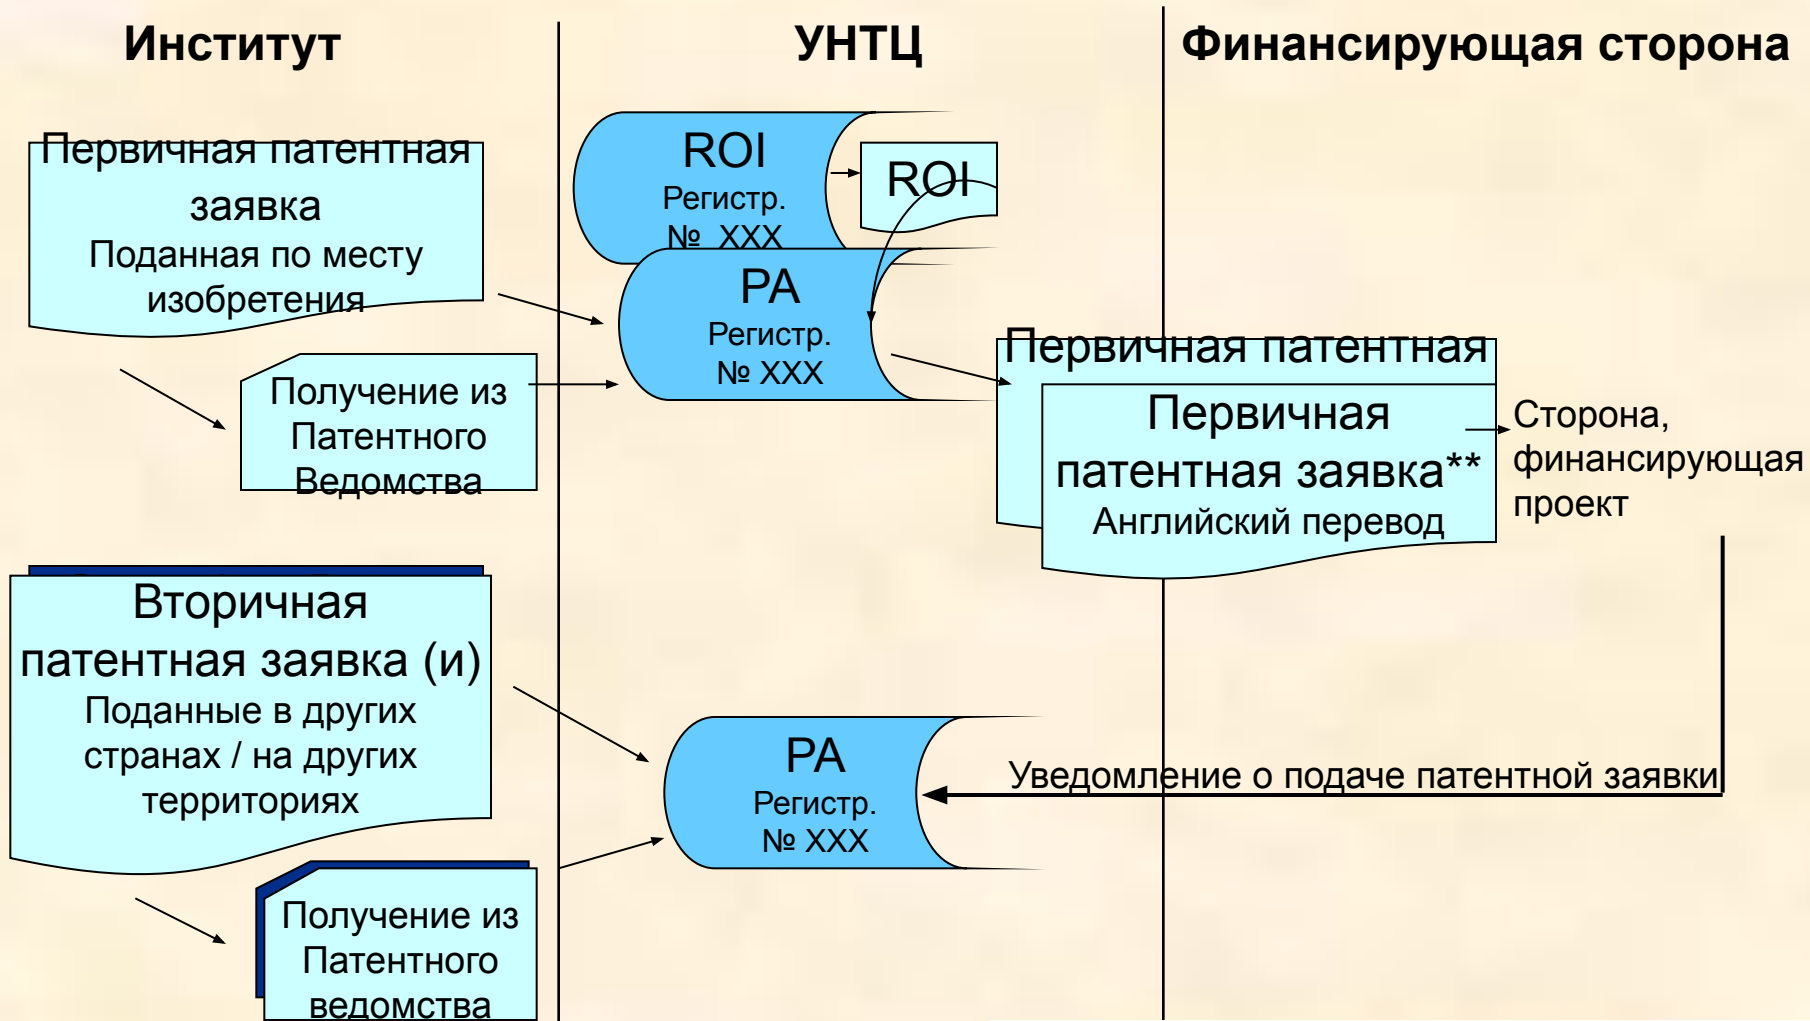 Институт
УНТЦ
Финансирующая сторона
Первичная патентная
заявка
Поданная по месту
изобретения
Получение из
Патентного
Ведомства
ROI
Регистр.
№ XXX
ROI
PA
Регистр.
№ XXX
Первичная патентная
Первичная
патентная заявка**
Английский перевод
Сторона,
финансирующая
проект
Вторичная
патентная заявка (и)
Поданные в других
странах / на других
территориях
Получение из
Патентного
ведомства
PA
Регистр.
№ XXX
Уведомление о подаче патентной заявки